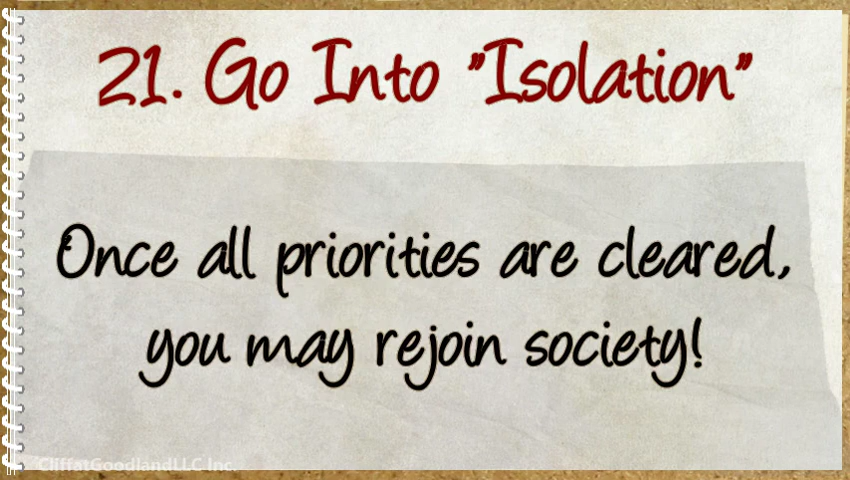 21. Go Into "Isolation"
Once all priorities are cleared,
you may rejoin society!
CliffatGoodlandLLC Inc.